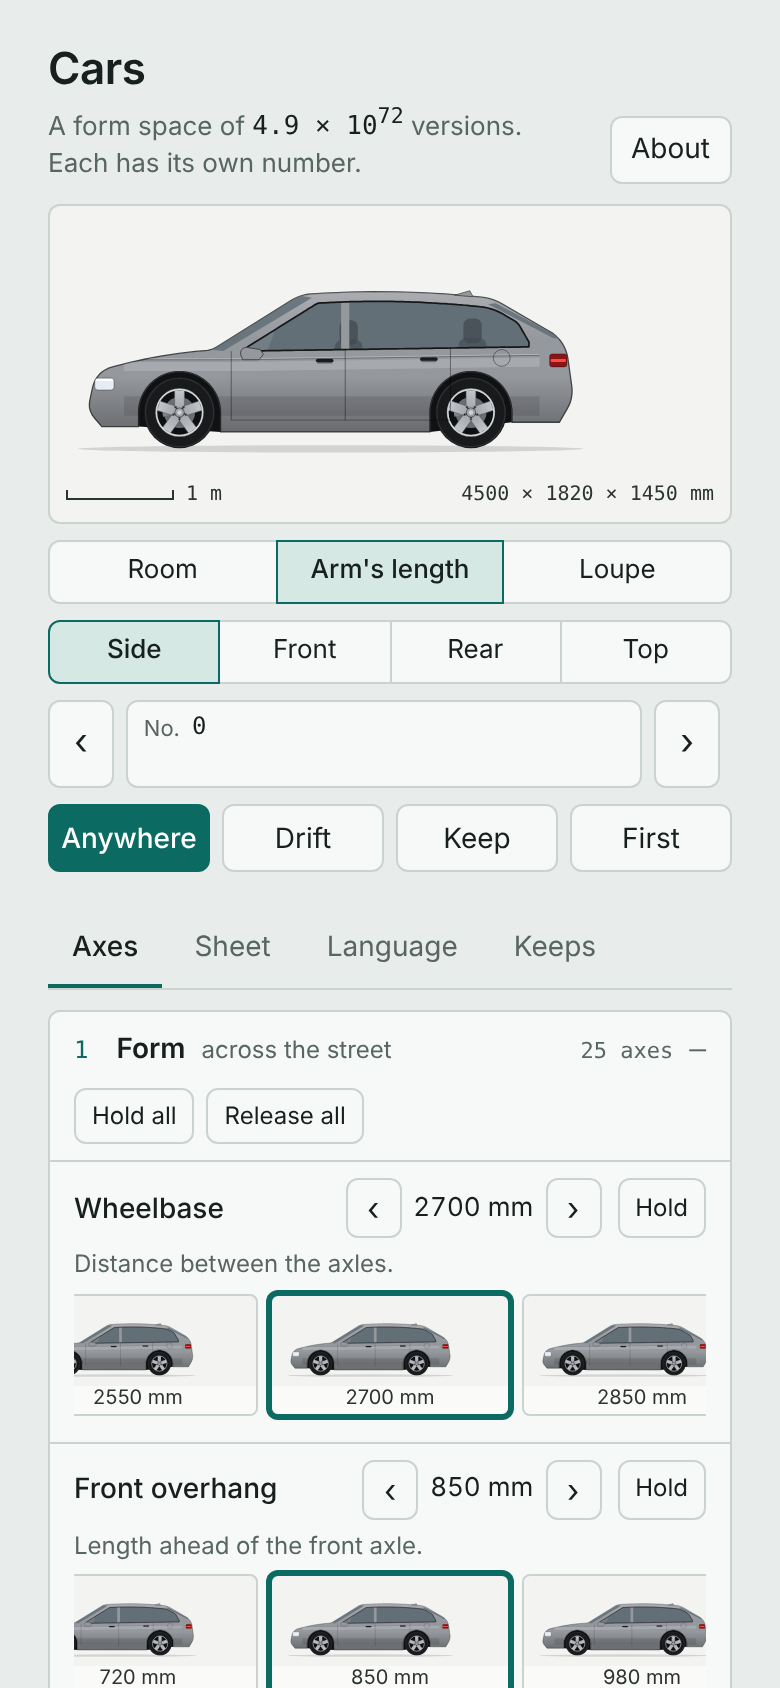 Cars
A form space of 4.9 × 10^72 versions.
Each has its own number.
About
1 m
4500 × 1820 × 1450 mm
Room Arm's length Loupe
Side Front Rear Top
‹ No. 0 ›
Anywhere Drift Keep First
Axes Sheet Language Keeps
1 Form across the street 25 axes –
Hold all Release all
Wheelbase ‹ 2700 mm › Hold
Distance between the axles.
2550 mm 2700 mm 2850 mm
Front overhang ‹ 850 mm › Hold
Length ahead of the front axle.
720 mm 850 mm 980 mm